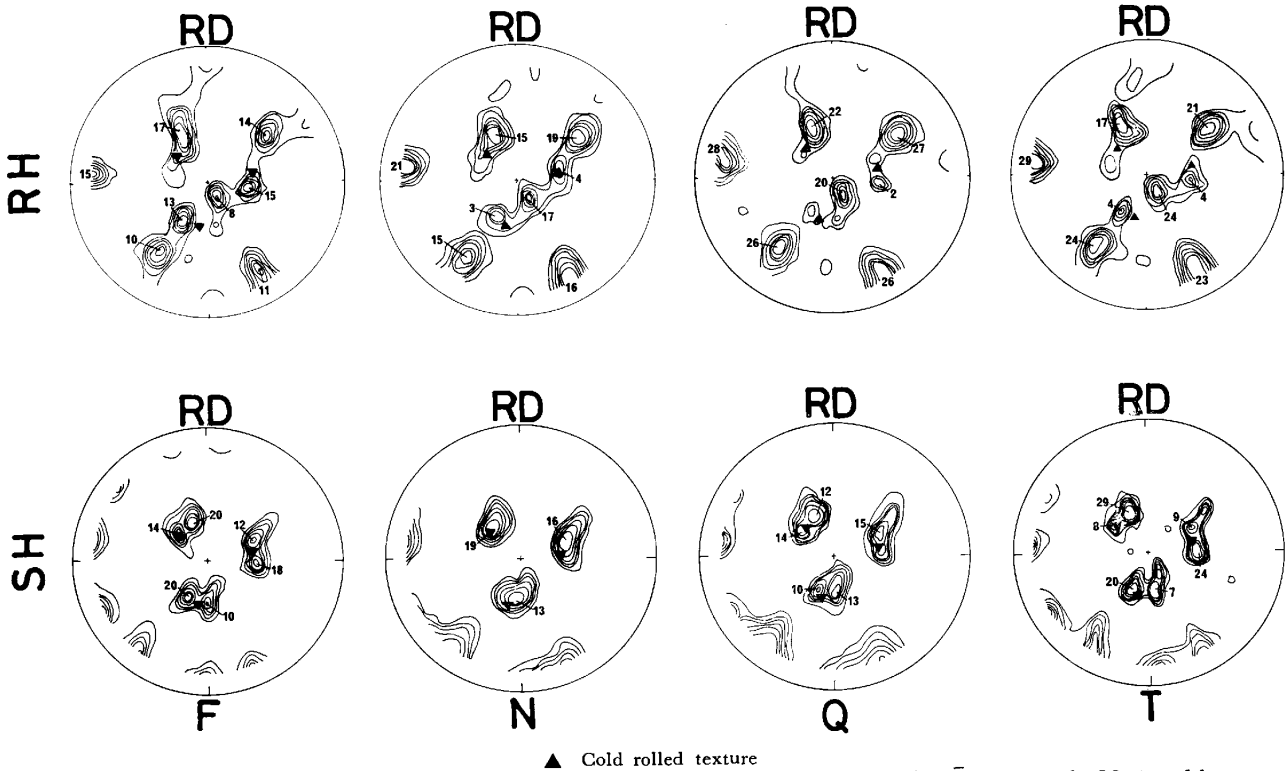 RD RD RD RD
RH
17 14 15 13 8 15 10 11
15 19 21 4 3 17 15 16
22 27 28 20 2 26 26
17 21 29 4 4 24 24 23
RD RD RD RD
SH
20 14 12 18 20 10
19 16 13
12 14 15 10 13
29 8 9 24 20 7
F N Q T
▲ Cold rolled texture